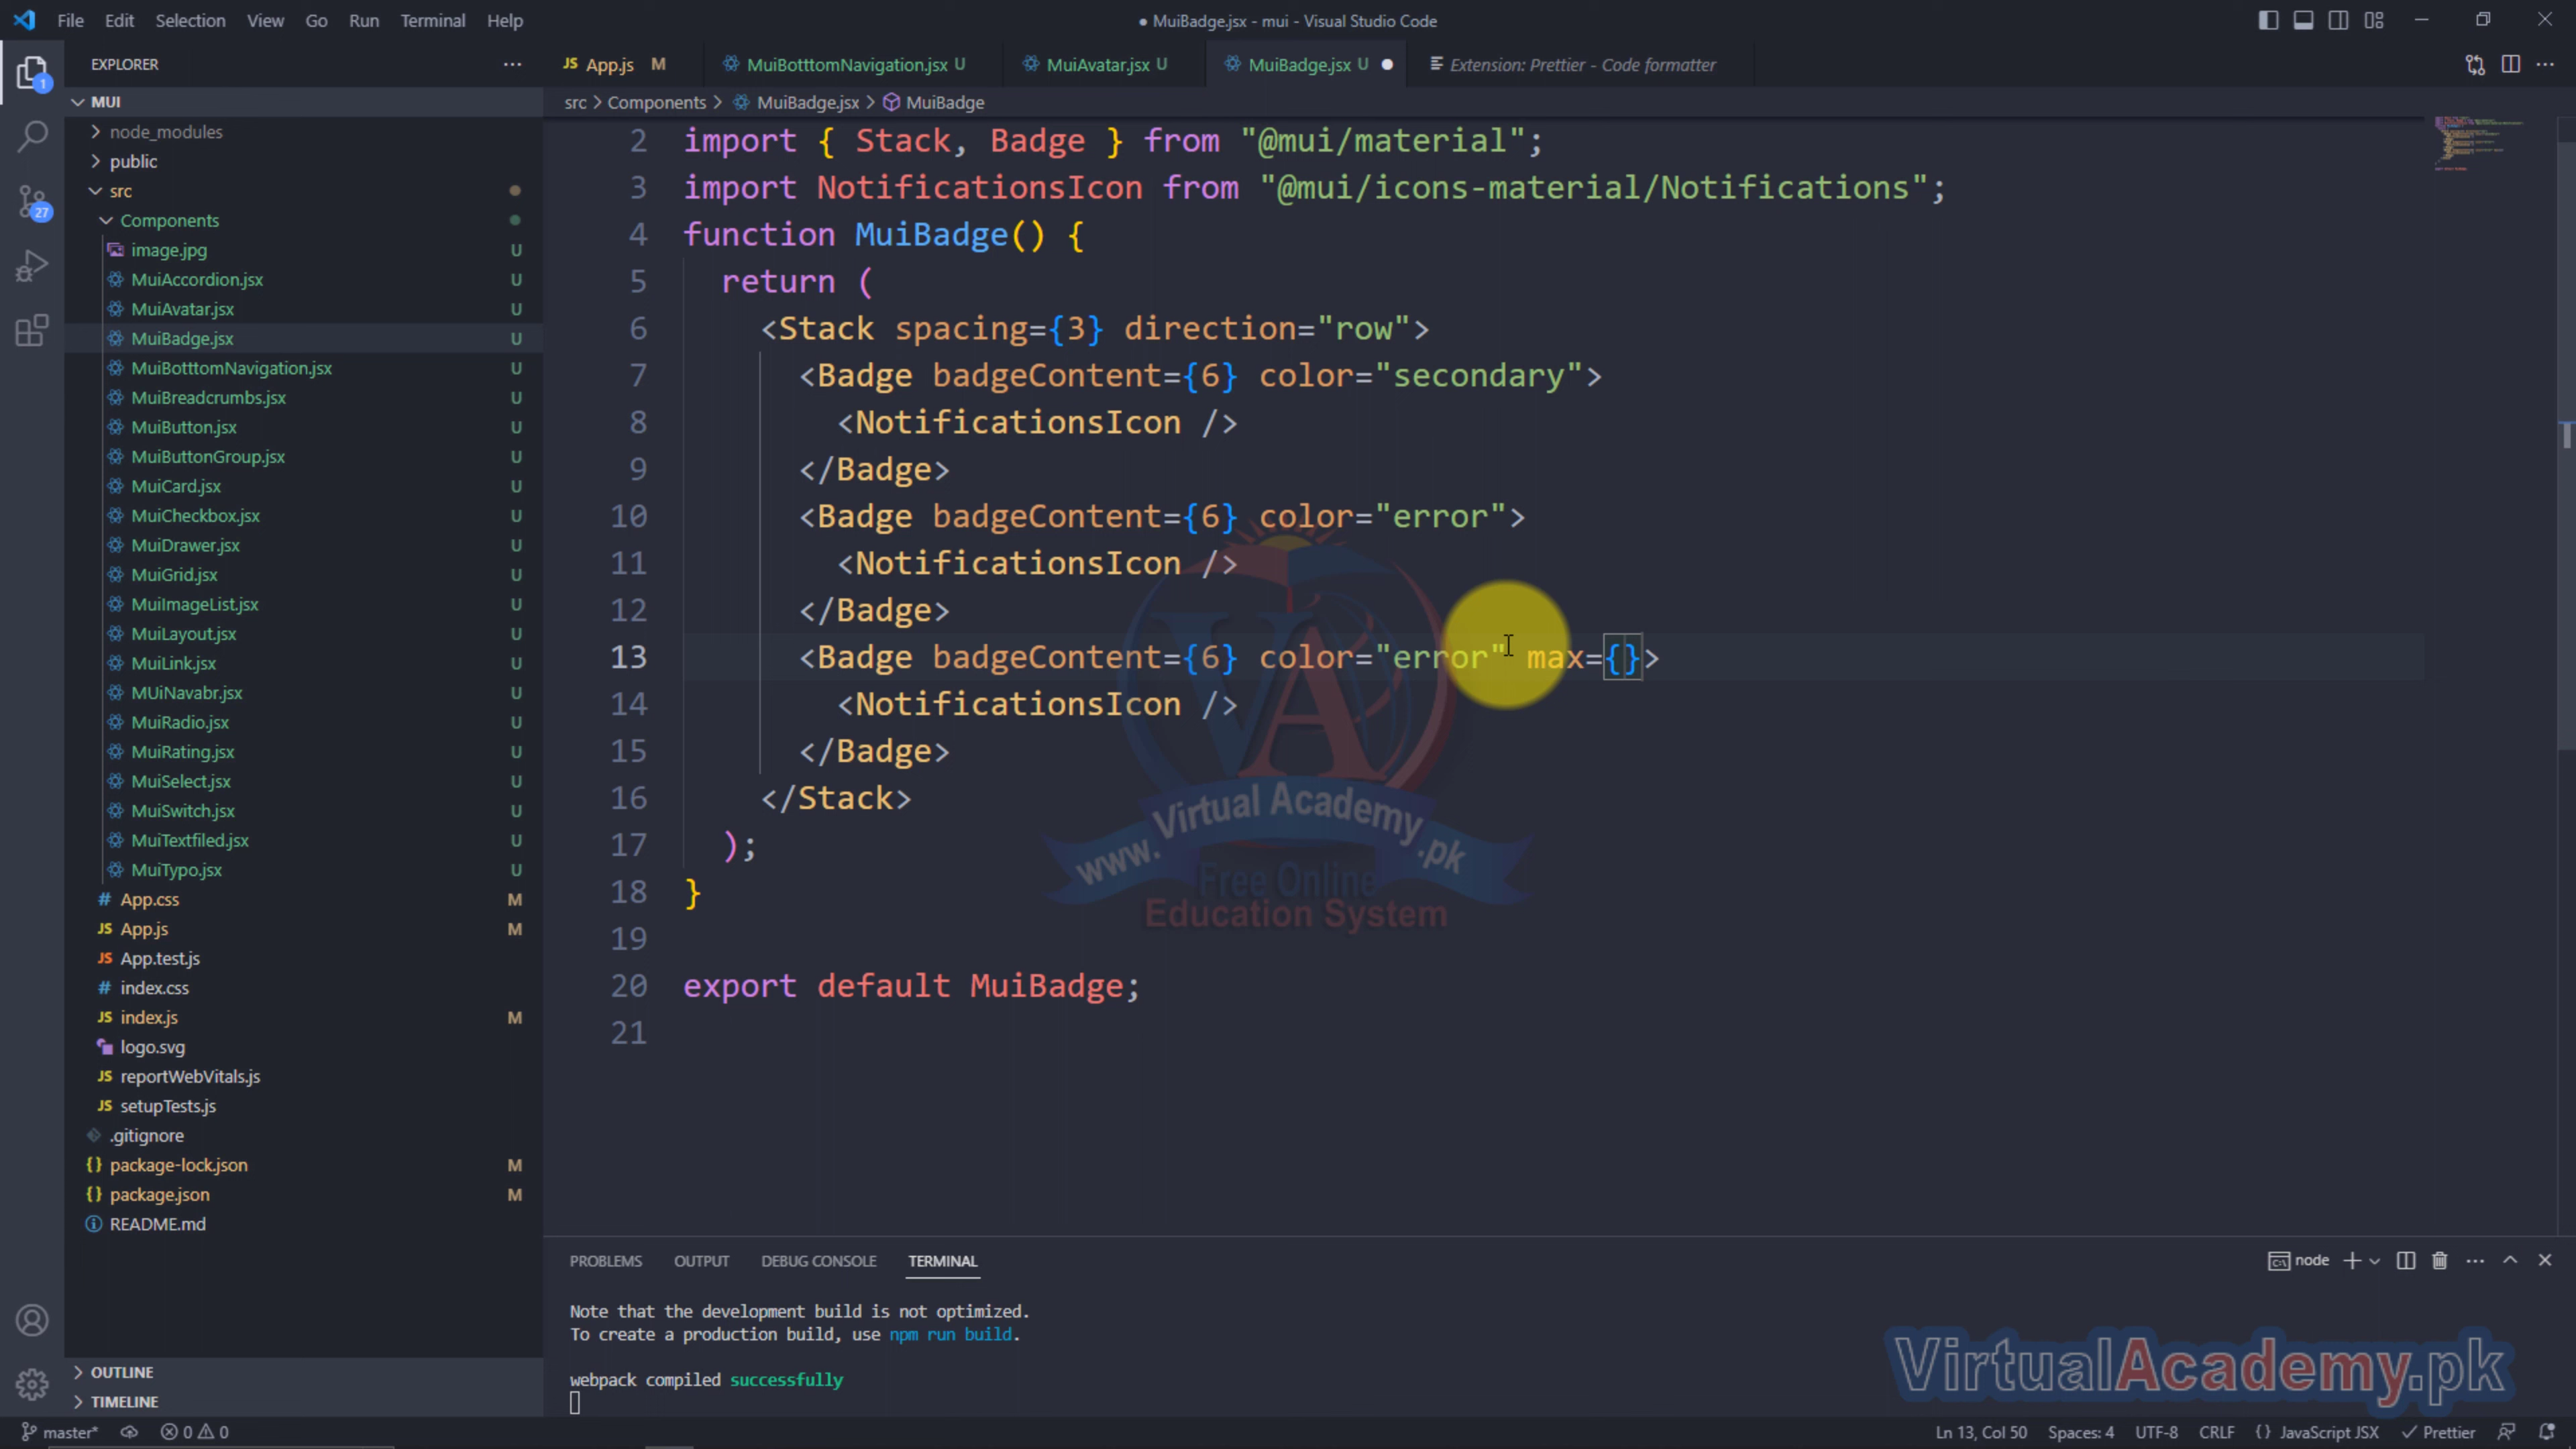 File Edit Selection View Go Run Terminal Help
● MuiBadge.jsx - mui - Visual Studio Code
EXPLORER
JS App.js M
MuiBotttomNavigation.jsx U
MuiAvatar.jsx U
MuiBadge.jsx U ●
Extension: Prettier - Code formatter
src > Components > MuiBadge.jsx > MuiBadge
1
27
MUI
node_modules
public
src
Components
image.jpg U
MuiAccordion.jsx U
MuiAvatar.jsx U
MuiBadge.jsx U
MuiBotttomNavigation.jsx U
MuiBreadcrumbs.jsx U
MuiButton.jsx U
MuiButtonGroup.jsx U
MuiCard.jsx U
MuiCheckbox.jsx U
MuiDrawer.jsx U
MuiGrid.jsx U
MuiImageList.jsx U
MuiLayout.jsx U
MuiLink.jsx U
MUiNavabr.jsx U
MuiRadio.jsx U
MuiRating.jsx U
MuiSelect.jsx U
MuiSwitch.jsx U
MuiTextfiled.jsx U
MuiTypo.jsx U
# App.css M
JS App.js M
JS App.test.js
# index.css
JS index.js M
logo.svg
JS reportWebVitals.js
JS setupTests.js
.gitignore
{} package-lock.json M
{} package.json M
README.md
OUTLINE
TIMELINE
2 import { Stack, Badge } from "@mui/material";
3 import NotificationsIcon from "@mui/icons-material/Notifications";
4 function MuiBadge() {
5 return (
6 <Stack spacing={3} direction="row">
7 <Badge badgeContent={6} color="secondary">
8 <NotificationsIcon />
9 </Badge>
10 <Badge badgeContent={6} color="error">
11 <NotificationsIcon />
12 </Badge>
13 <Badge badgeContent={6} color="error" max={}>
14 <NotificationsIcon />
15 </Badge>
16 </Stack>
17 );
18 }
19
20 export default MuiBadge;
21
VA
www.VirtualAcademy.pk
Free Online
Education System
PROBLEMS OUTPUT DEBUG CONSOLE TERMINAL
node
Note that the development build is not optimized.
To create a production build, use npm run build.
webpack compiled successfully
VirtualAcademy.pk
master* 0 0
Ln 13, Col 50 Spaces: 4 UTF-8 CRLF {} JavaScript JSX Prettier